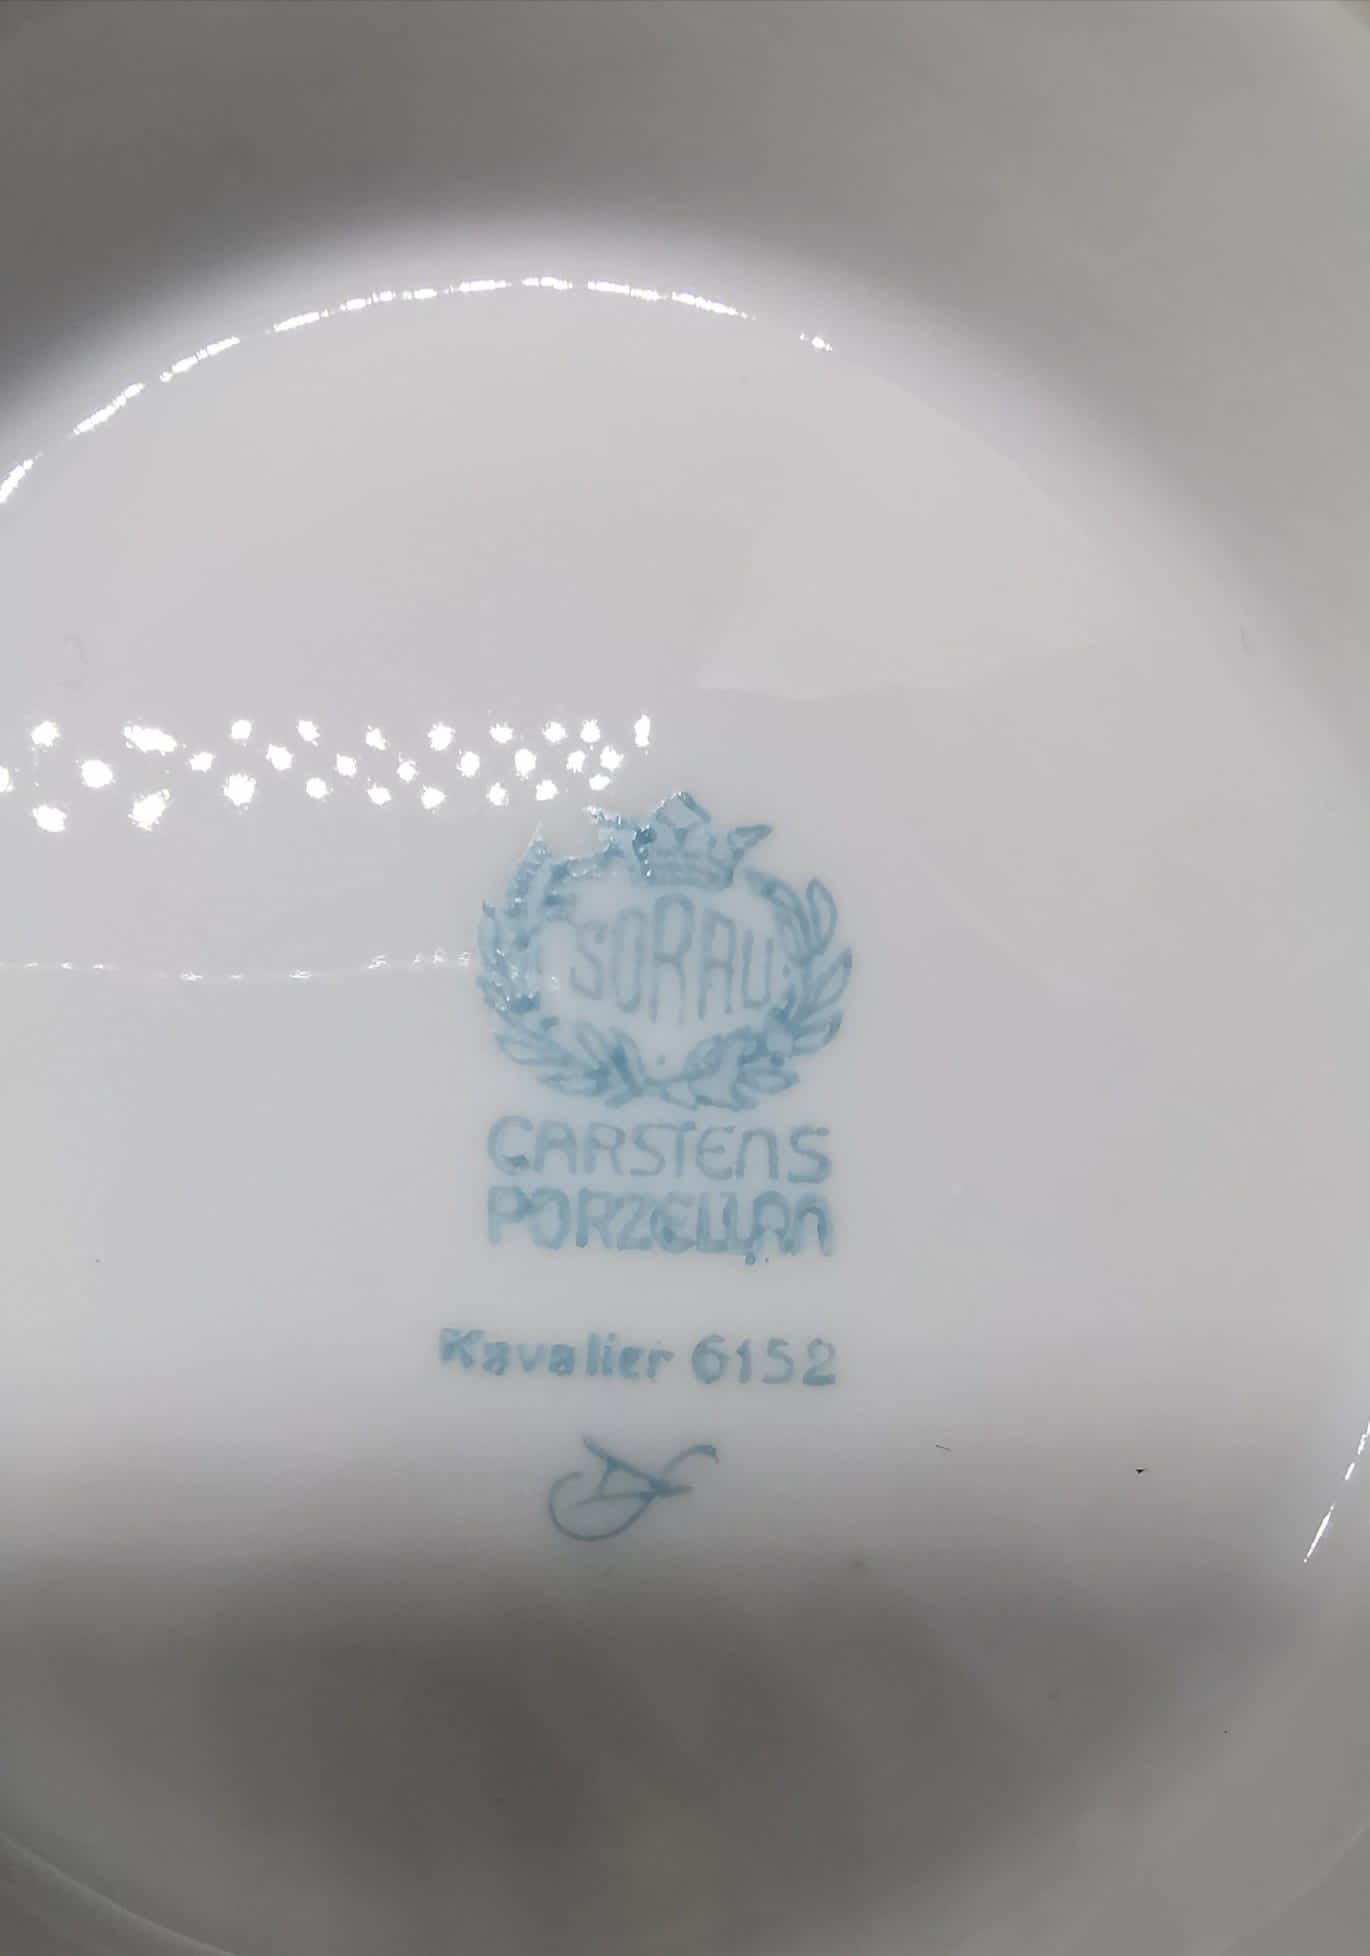 SORAU
CARSTENS
PORZELLAN
Kavalier 6152